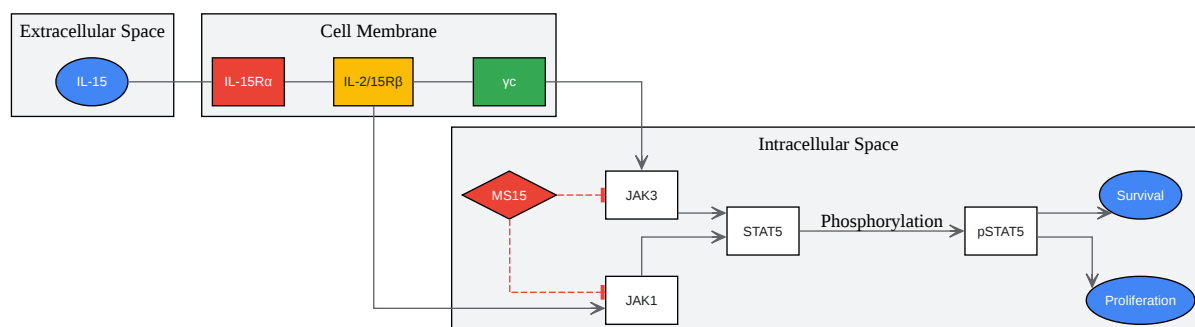 Extracellular Space
Cell Membrane
IL-15
IL-15Rα
IL-2/15Rβ
γc
Intracellular Space
MS15
JAK3
Survival
STAT5
Phosphorylation
pSTAT5
JAK1
Proliferation